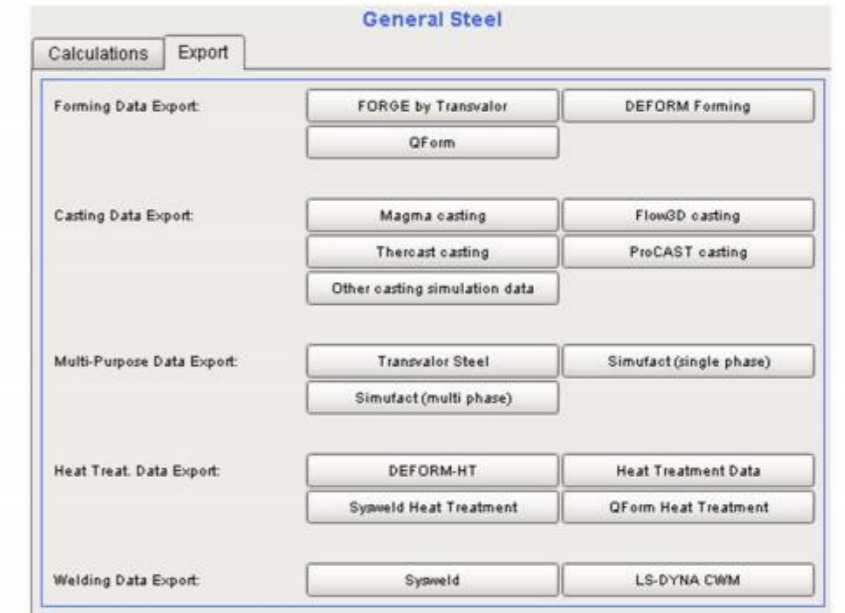 General Steel
Calculations Export
Forming Data Export: FORGE by Transvalor DEFORM Forming
QForm
Casting Data Export: Magma casting Flow3D casting
Thercast casting ProCAST casting
Other casting simulation data
Multi-Purpose Data Export: Transvalor Steel Simufact (single phase)
Simufact (multi phase)
Heat Treat. Data Export: DEFORM-HT Heat Treatment Data
Sysweld Heat Treatment QForm Heat Treatment
Welding Data Export: Sysweld LS-DYNA CWM